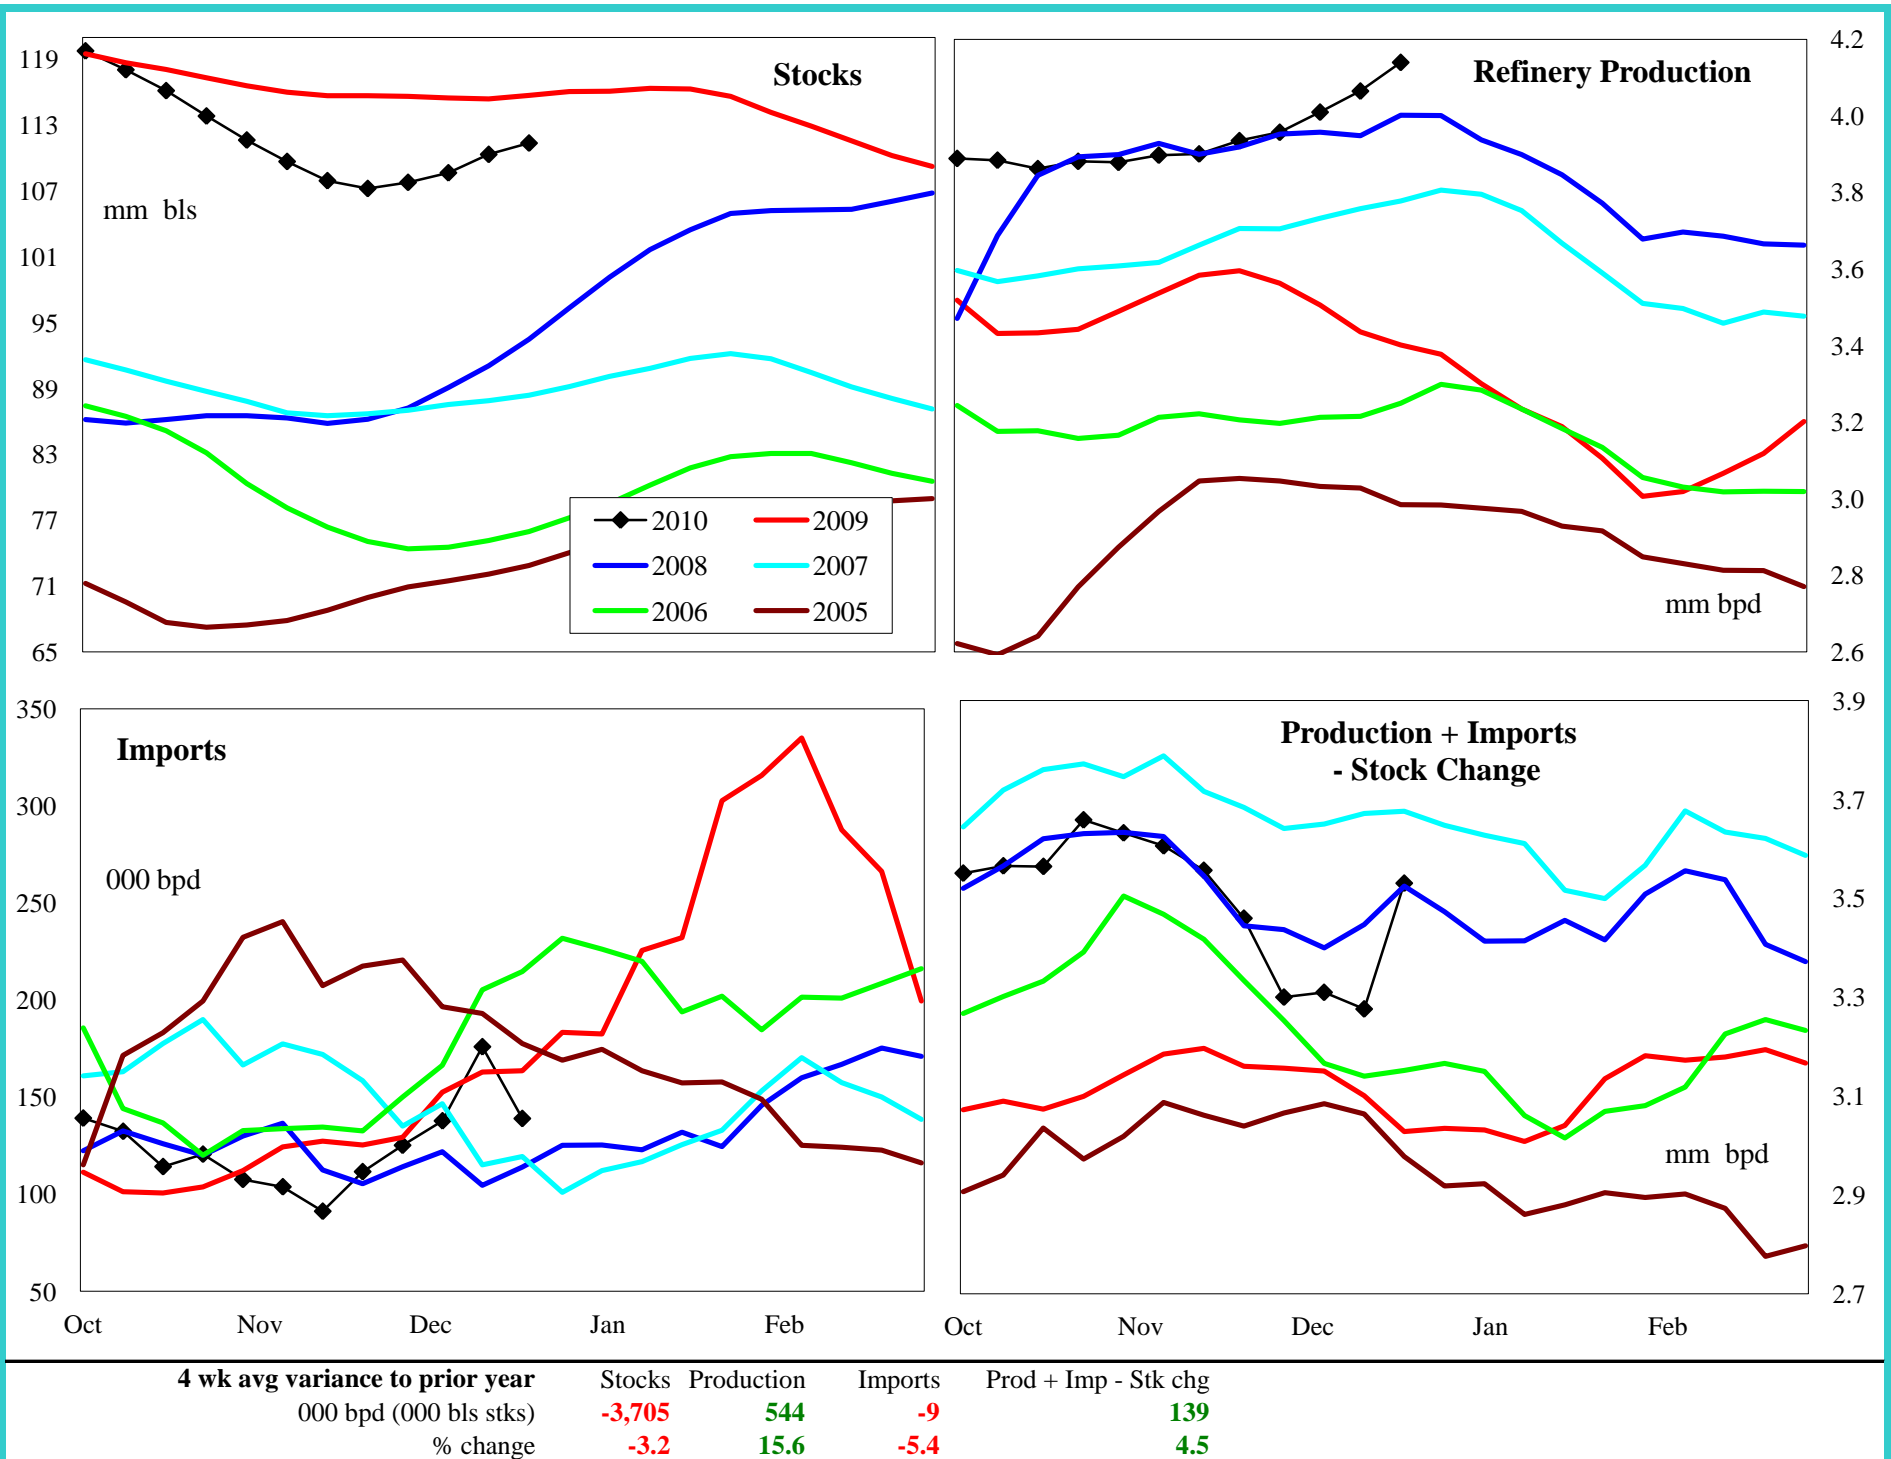 Stocks
119
113
107
101
95
89
83
77
71
65
mm bls
2010 2009
2008 2007
2006 2005
Refinery Production
4.2
4.0
3.8
3.6
3.4
3.2
3.0
2.8
2.6
mm bpd
Imports
350
300
250
200
150
100
50
000 bpd
Oct Nov Dec Jan Feb
Production + Imports
- Stock Change
3.9
3.7
3.5
3.3
3.1
2.9
2.7
mm bpd
Oct Nov Dec Jan Feb
4 wk avg variance to prior year Stocks Production Imports Prod + Imp - Stk chg
000 bpd (000 bls stks) -3,705 544 -9 139
% change -3.2 15.6 -5.4 4.5